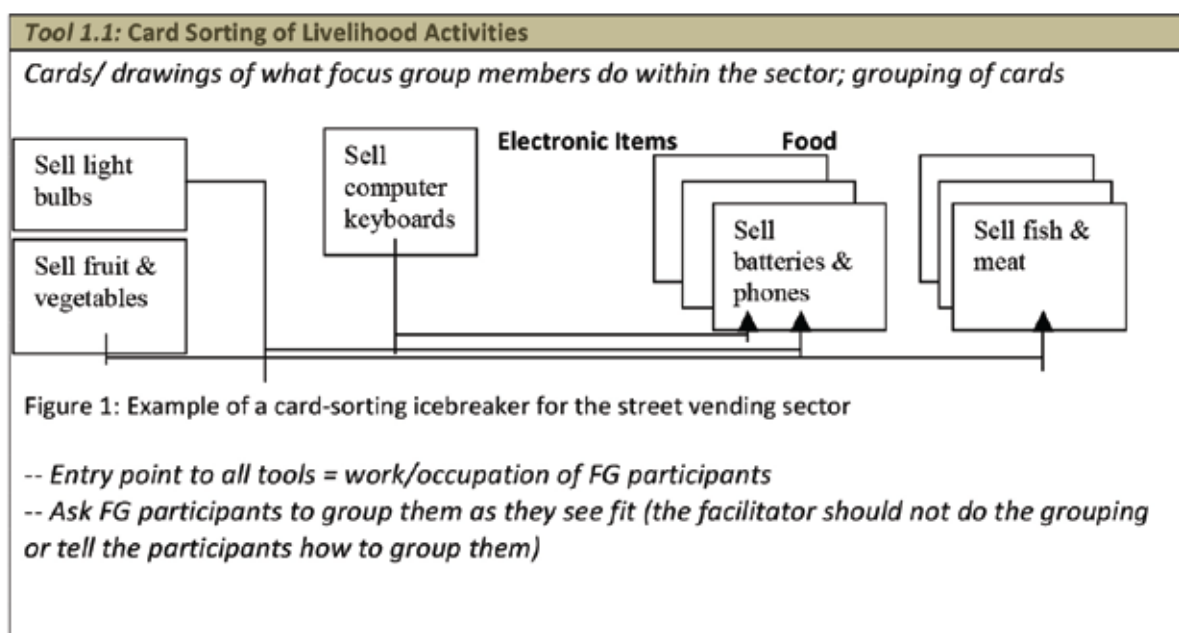 Tool 1.1: Card Sorting of Livelihood Activities
Cards/ drawings of what focus group members do within the sector; grouping of cards
Sell light
bulbs
Sell fruit &
vegetables
Sell
computer
keyboards
Electronic Items
Food
Sell
batteries &
phones
Sell fish &
meat
Figure 1: Example of a card-sorting icebreaker for the street vending sector
-- Entry point to all tools = work/occupation of FG participants
-- Ask FG participants to group them as they see fit (the facilitator should not do the grouping
or tell the participants how to group them)